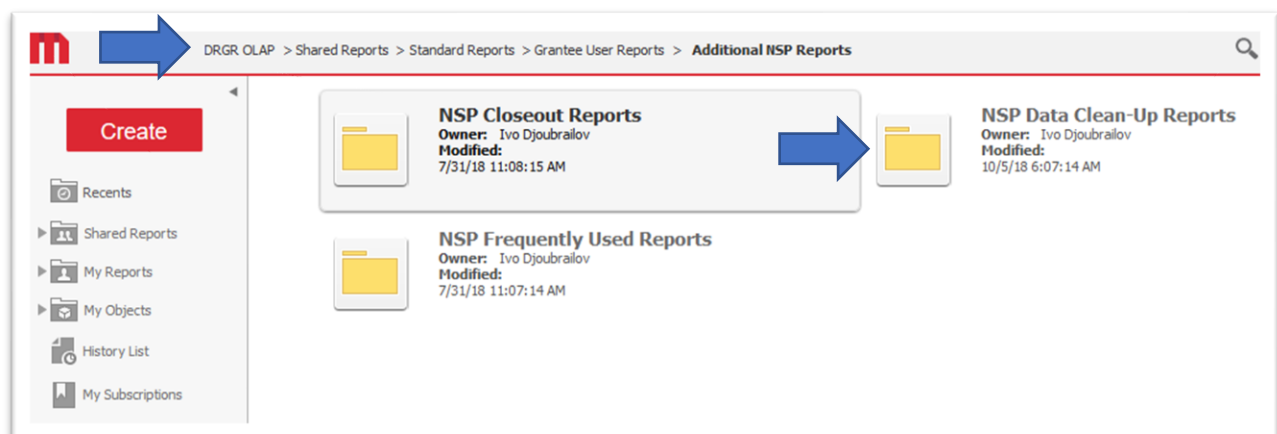 DRGR OLAP > Shared Reports > Standard Reports > Grantee User Reports > Additional NSP Reports
Create
Recents
Shared Reports
My Reports
My Objects
History List
My Subscriptions
NSP Closeout Reports
Owner: Ivo Djoubrailov
Modified:
7/31/18 11:08:15 AM
NSP Data Clean-Up Reports
Owner: Ivo Djoubrailov
Modified:
10/5/18 6:07:14 AM
NSP Frequently Used Reports
Owner: Ivo Djoubrailov
Modified:
7/31/18 11:07:14 AM